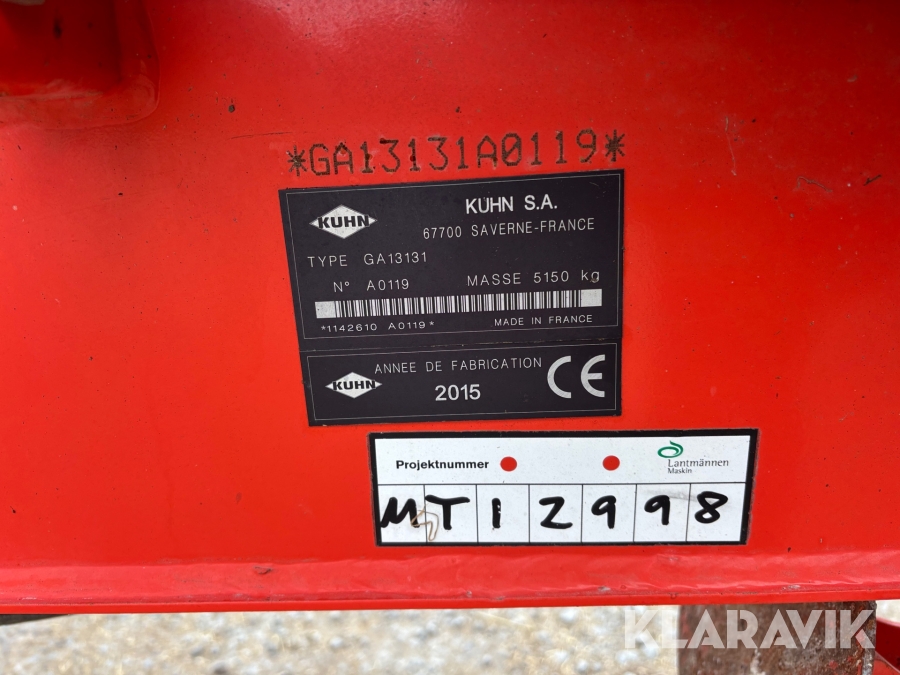 *GA13131A0119*
KUHN
KUHN S.A.
67700 SAVERNE-FRANCE
TYPE GA13131
N° A0119 MASSE 5150 kg
*1142610 A0119* MADE IN FRANCE
KUHN
ANNEE DE FABRICATION
2015
CE
Projektnummer
Lantmännen
Maskin
MT12998
KLARAVIK